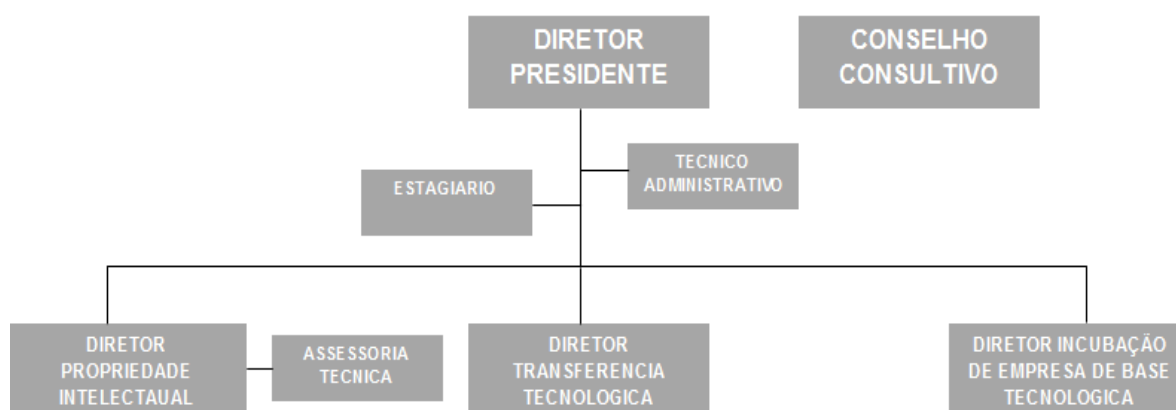 DIRETOR
PRESIDENTE
CONSELHO
CONSULTIVO
TECNICO
ADMINISTRATIVO
ESTAGIARIO
DIRETOR
PROPRIEDADE
INTELECTAUAL
ASSESSORIA
TECNICA
DIRETOR
TRANSFERENCIA
TECNOLOGICA
DIRETOR INCUBAÇÃO
DE EMPRESA DE BASE
TECNOLOGICA